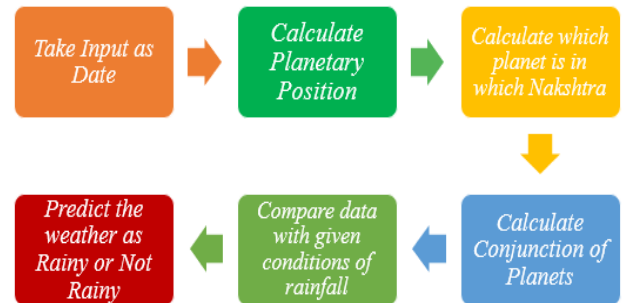 Take Input as
Date
Calculate
Planetary
Position
Calculate which
planet is in
which Nakshtra
Calculate
Conjunction of
Planets
Compare data
with given
conditions of
rainfall
Predict the
weather as
Rainy or Not
Rainy